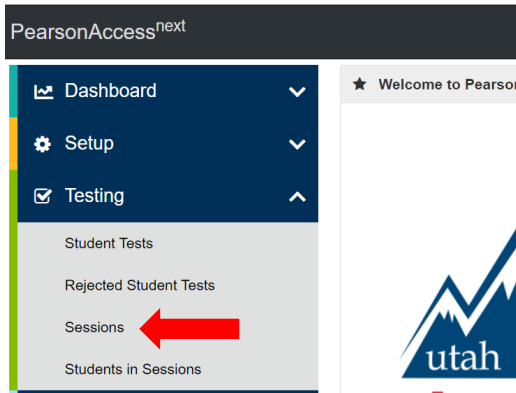 PearsonAccessnext
Dashboard
Welcome to Pearson
Setup
Testing
Student Tests
Rejected Student Tests
Sessions
Students in Sessions
utah